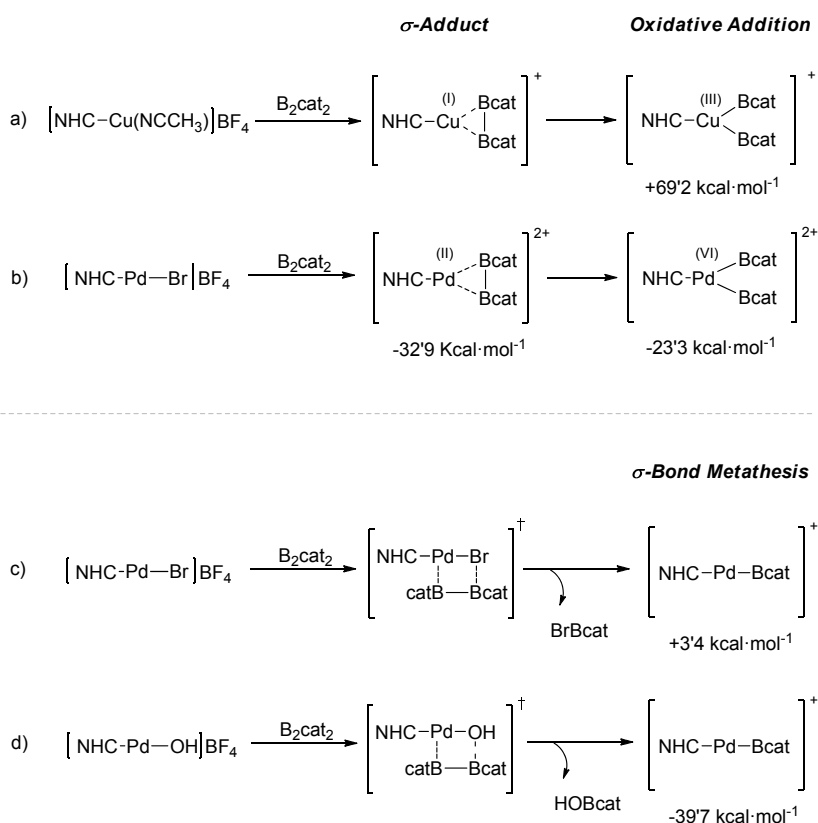 σ-Adduct Oxidative Addition
a) [NHC-Cu(NCCH3)]BF4 B2cat2 [NHC-Cu (I) Bcat Bcat]+ [NHC-Cu (III) Bcat Bcat]+
+69'2 kcal·mol-1
b) [NHC-Pd-Br]BF4 B2cat2 [NHC-Pd (II) Bcat Bcat]2+ [NHC-Pd (VI) Bcat Bcat]2+
-32'9 Kcal·mol-1 -23'3 kcal·mol-1
σ-Bond Metathesis
c) [NHC-Pd-Br]BF4 B2cat2 [NHC-Pd-Br catB-Bcat]† [NHC-Pd-Bcat]+
BrBcat
+3'4 kcal·mol-1
d) [NHC-Pd-OH]BF4 B2cat2 [NHC-Pd-OH catB-Bcat]† [NHC-Pd-Bcat]+
HOBcat
-39'7 kcal·mol-1